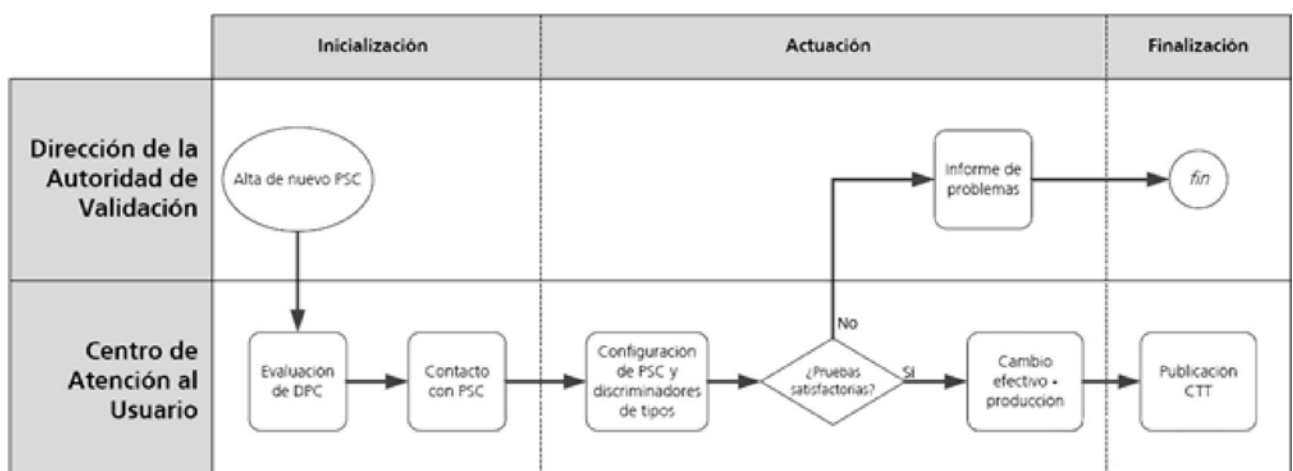 Inicialización
Actuación
Finalización
Dirección de la
Autoridad de
Validación
Alta de nuevo PSC
Informe de
problemas
fin
No
Centro de
Atención al
Usuario
Evaluación
de DPC
Contacto
con PSC
Configuración
de PSC y
discriminadores
de tipos
¿Pruebas
satisfactorias?
Sí
Cambio
efectivo -
producción
Publicación
CTT